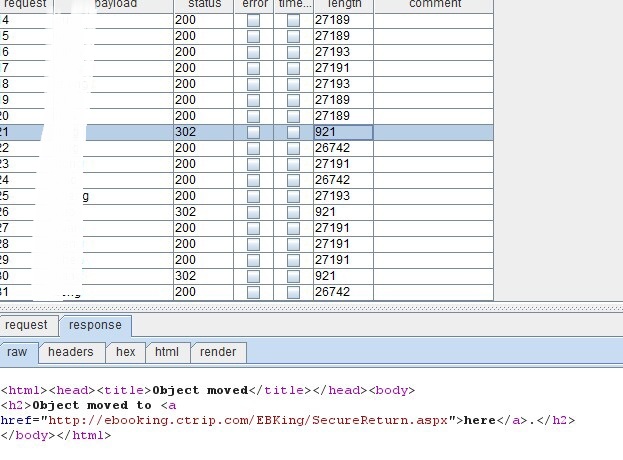 request payload status error time... length comment
14 200 27189
15 200 27189
16 200 27193
17 200 27191
18 200 27193
19 200 27189
20 200 27189
21 302 921
22 200 26742
23 200 27191
24 200 26742
25 g 200 27193
26 302 921
27 200 27191
28 200 27191
29 200 27191
30 302 921
31 200 26742
request response
raw headers hex html render
<html><head><title>Object moved</title></head><body>
<h2>Object moved to <a
href="http://ebooking.ctrip.com/EBKing/SecureReturn.aspx">here</a>.</h2>
</body></html>